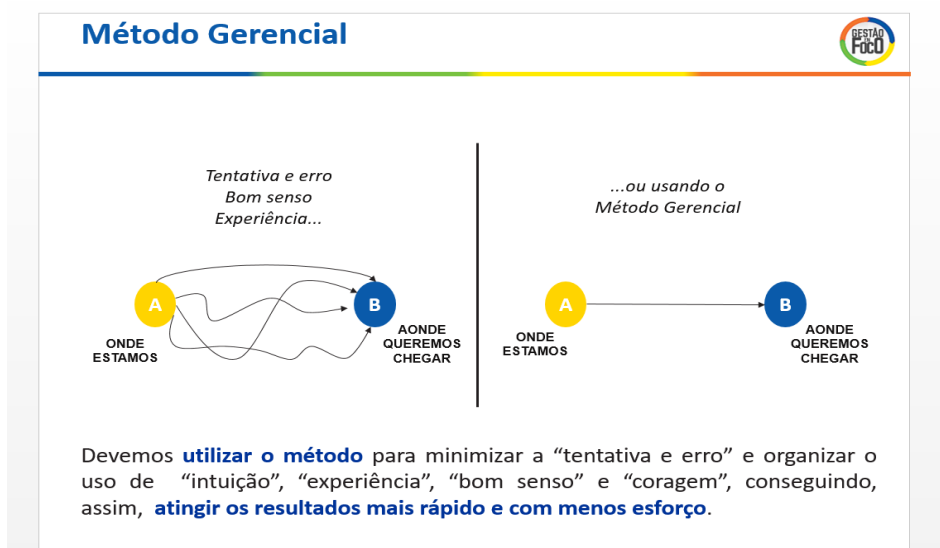 Método Gerencial
GESTÃO
EM
FOCO
Tentativa e erro
Bom senso
Experiência...
A
B
ONDE
ESTAMOS
AONDE
QUEREMOS
CHEGAR
...ou usando o
Método Gerencial
A
B
ONDE
ESTAMOS
AONDE
QUEREMOS
CHEGAR
Devemos utilizar o método para minimizar a “tentativa e erro” e organizar o
uso de “intuição”, “experiência”, “bom senso” e “coragem”, conseguindo,
assim, atingir os resultados mais rápido e com menos esforço.